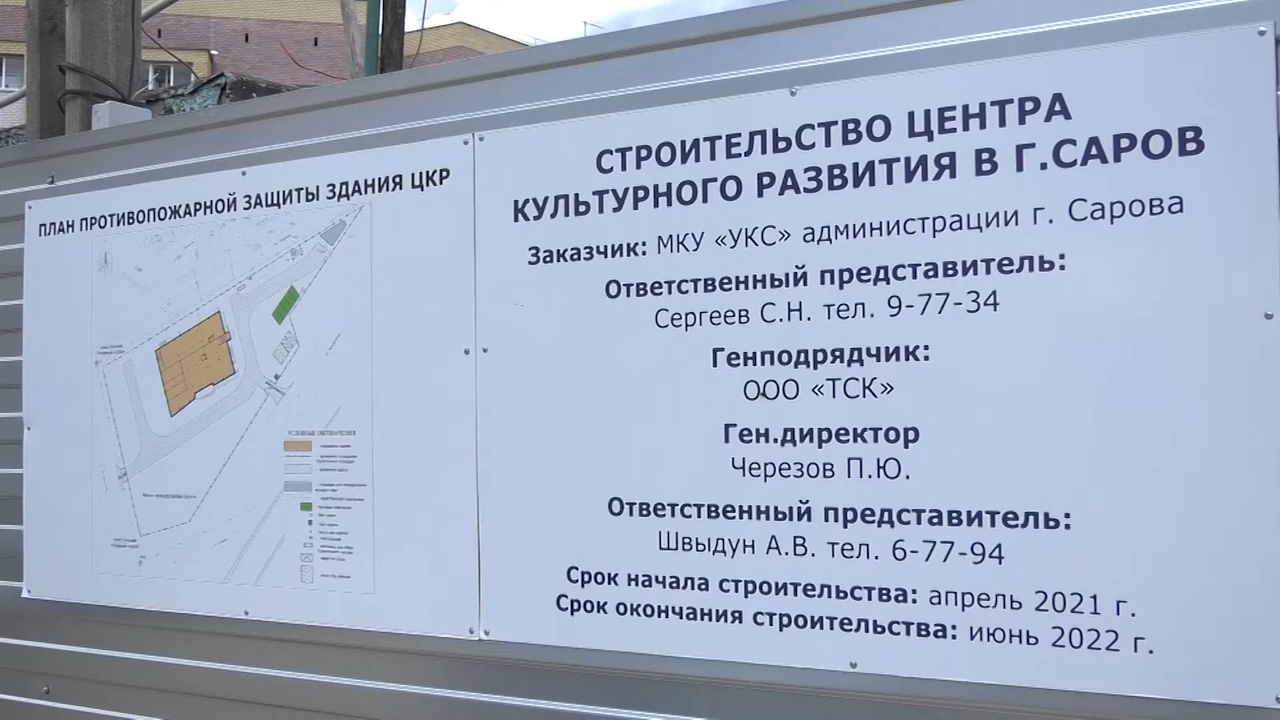 ПЛАН ПРОТИВОПОЖАРНОЙ ЗАЩИТЫ ЗДАНИЯ ЦКР
УСЛОВНЫЕ ОБОЗНАЧЕНИЯ
СТРОИТЕЛЬСТВО ЦЕНТРА
КУЛЬТУРНОГО РАЗВИТИЯ В Г.САРОВ
Заказчик: МКУ «УКС» администрации г. Сарова
Ответственный представитель:
Сергеев С.Н. тел. 9-77-34
Генподрядчик:
ООО «ТСК»
Ген.директор
Черезов П.Ю.
Ответственный представитель:
Швыдун А.В. тел. 6-77-94
Срок начала строительства: апрель 2021 г.
Срок окончания строительства: июнь 2022 г.